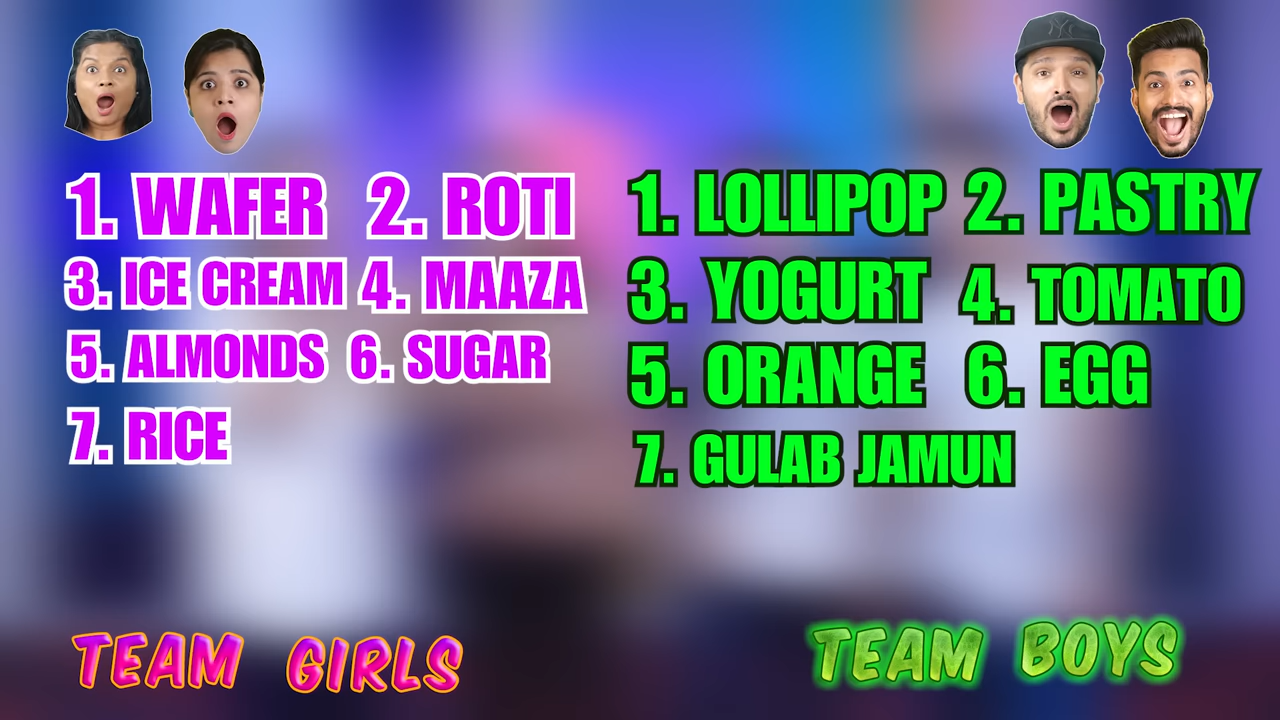 1. WAFER 2. ROTI
3. ICE CREAM 4. MAAZA
5. ALMONDS 6. SUGAR
7. RICE
TEAM GIRLS
1. LOLLIPOP 2. PASTRY
3. YOGURT 4. TOMATO
5. ORANGE 6. EGG
7. GULAB JAMUN
TEAM BOYS